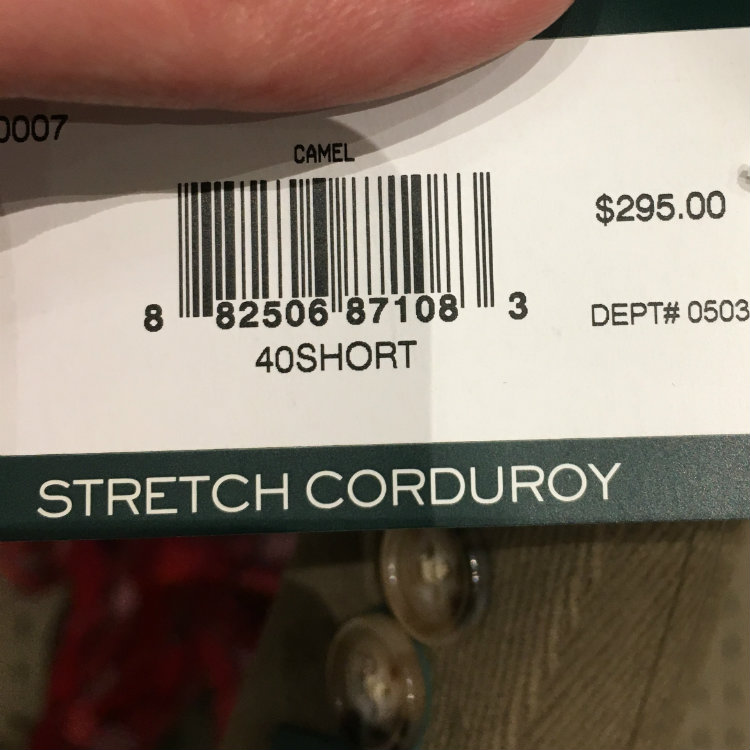 0007
CAMEL
$295.00
8 82506 87108 3
DEPT# 0503
40SHORT
STRETCH CORDUROY